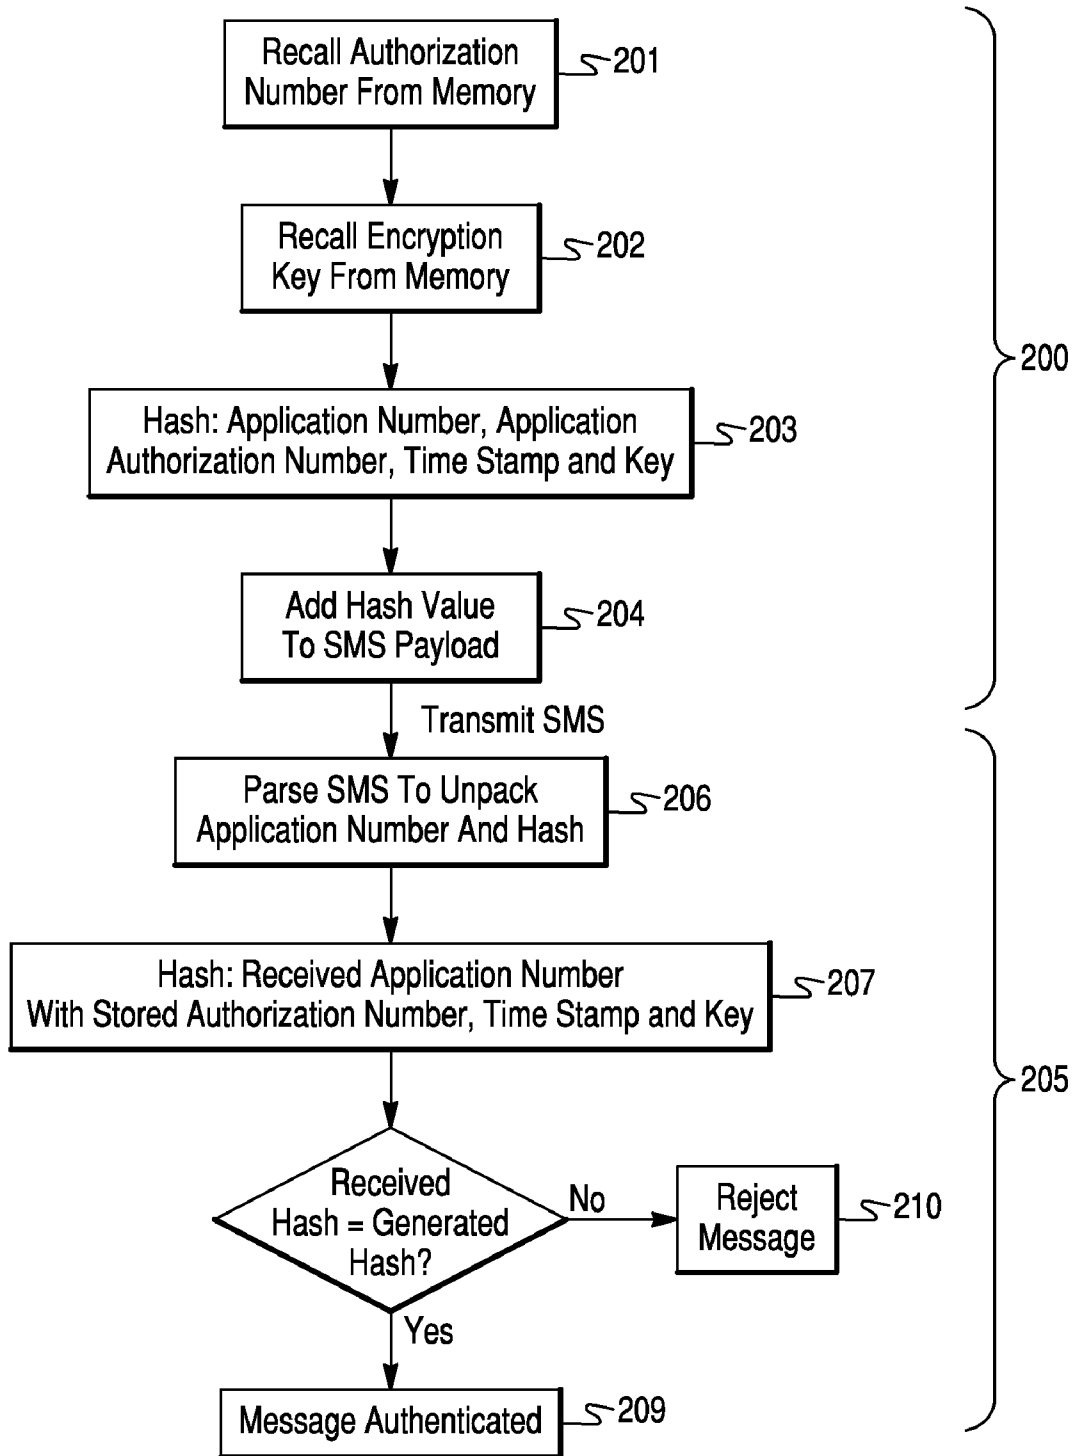 Recall Authorization
Number From Memory
201
Recall Encryption
Key From Memory
202
200
Hash: Application Number, Application
Authorization Number, Time Stamp and Key
203
Add Hash Value
To SMS Payload
204
Transmit SMS
Parse SMS To Unpack
Application Number And Hash
206
Hash: Received Application Number
With Stored Authorization Number, Time Stamp and Key
207
205
Received
Hash = Generated
Hash?
No
Reject
Message
210
Yes
Message Authenticated
209